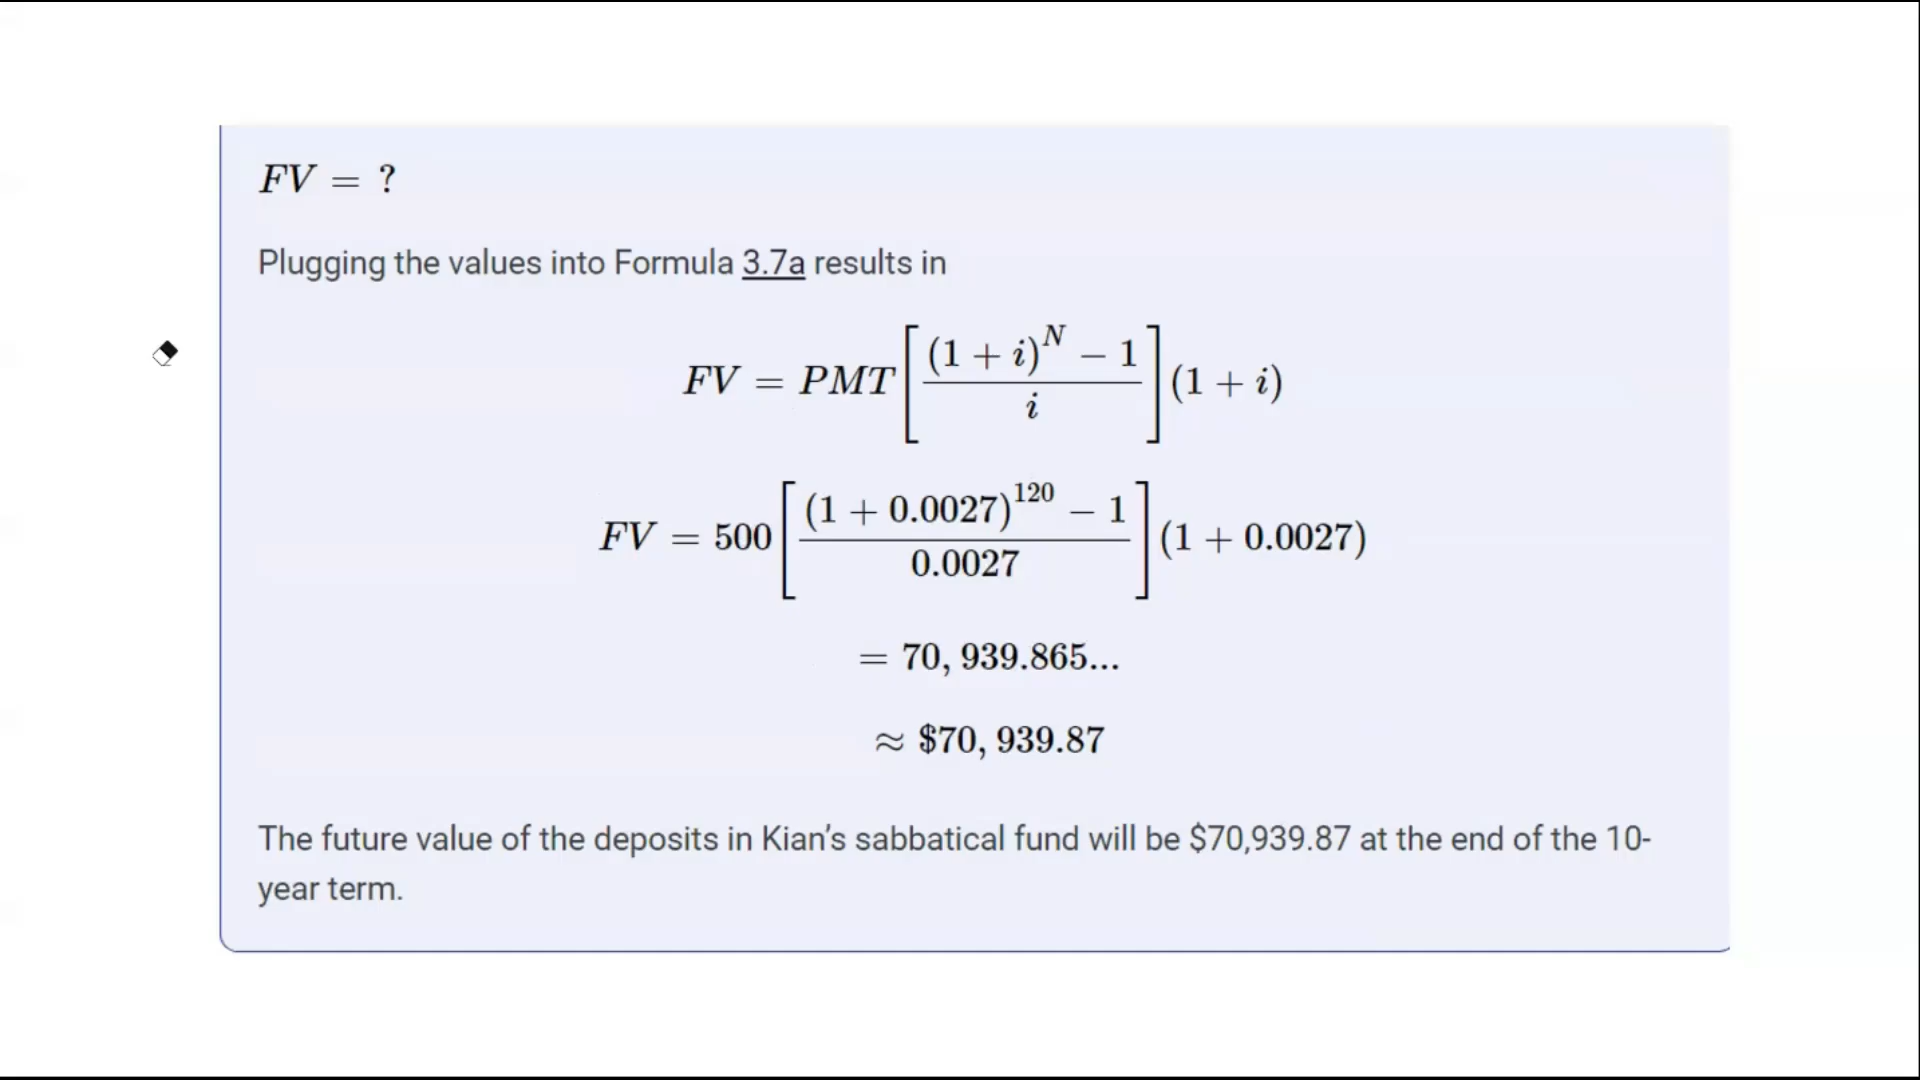 FV = ?
Plugging the values into Formula 3.7a results in
FV = PMT[((1 + i)^N − 1)/i](1 + i)
FV = 500[((1 + 0.0027)^120 − 1)/0.0027](1 + 0.0027)
= 70, 939.865...
≈ $70, 939.87
The future value of the deposits in Kian’s sabbatical fund will be $70,939.87 at the end of the 10-
year term.